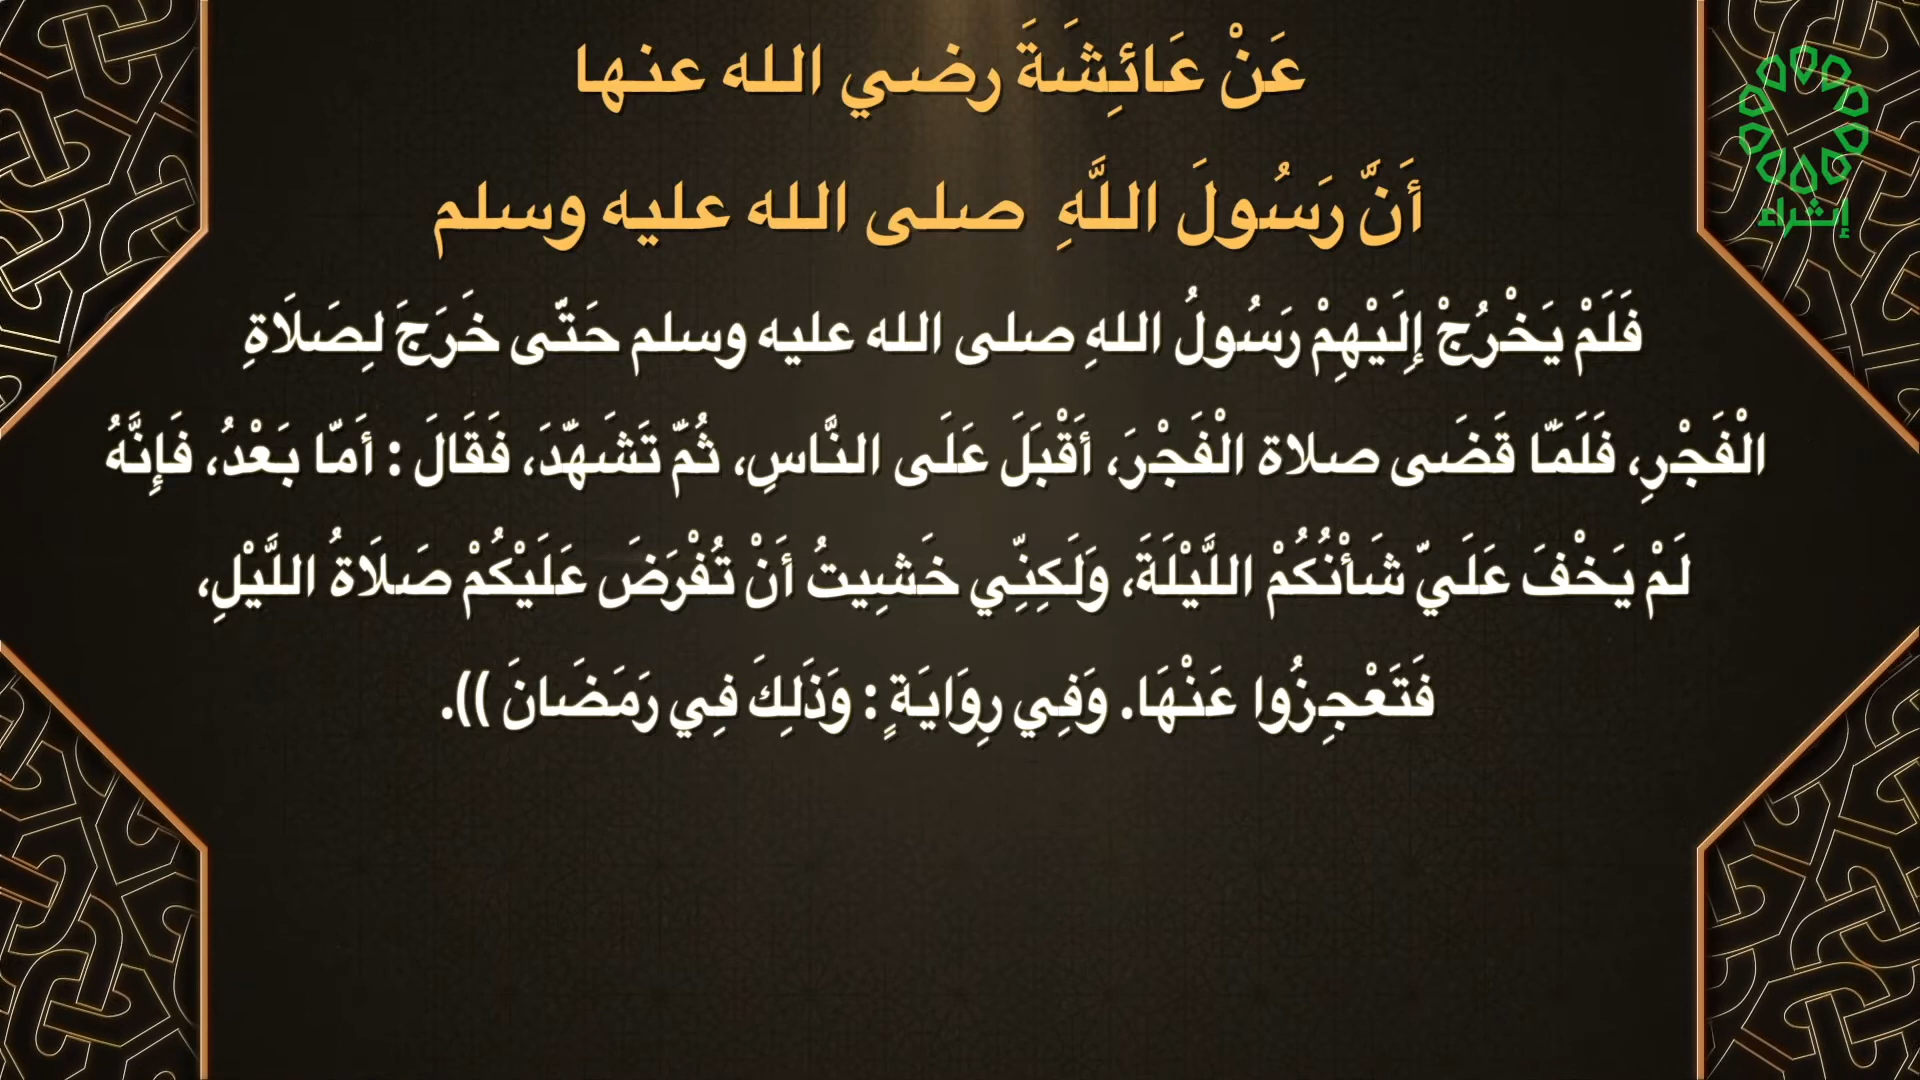 عَنْ عَائِشَةَ رضي الله عنها
أَنَّ رَسُولَ اللَّهِ صلى الله عليه وسلم
فَلَمْ يَخْرُجْ إِلَيْهِمْ رَسُولُ اللهِ صلى الله عليه وسلم حَتَّى خَرَجَ لِصَلَاةِ
الْفَجْرِ، فَلَمَّا قَضَى صلاة الْفَجْرَ، أَقْبَلَ عَلَى النَّاسِ، ثُمَّ تَشَهَّدَ، فَقَالَ : أَمَّا بَعْدُ، فَإِنَّهُ
لَمْ يَخْفَ عَلَيَّ شَأْنُكُمْ اللَّيْلَةَ، وَلَكِنِّي خَشِيتُ أَنْ تُفْرَضَ عَلَيْكُمْ صَلَاةُ اللَّيْلِ،
فَتَعْجِزُوا عَنْهَا. وَفِي رِوَايَةٍ : وَذَلِكَ فِي رَمَضَانَ )).
إثراء